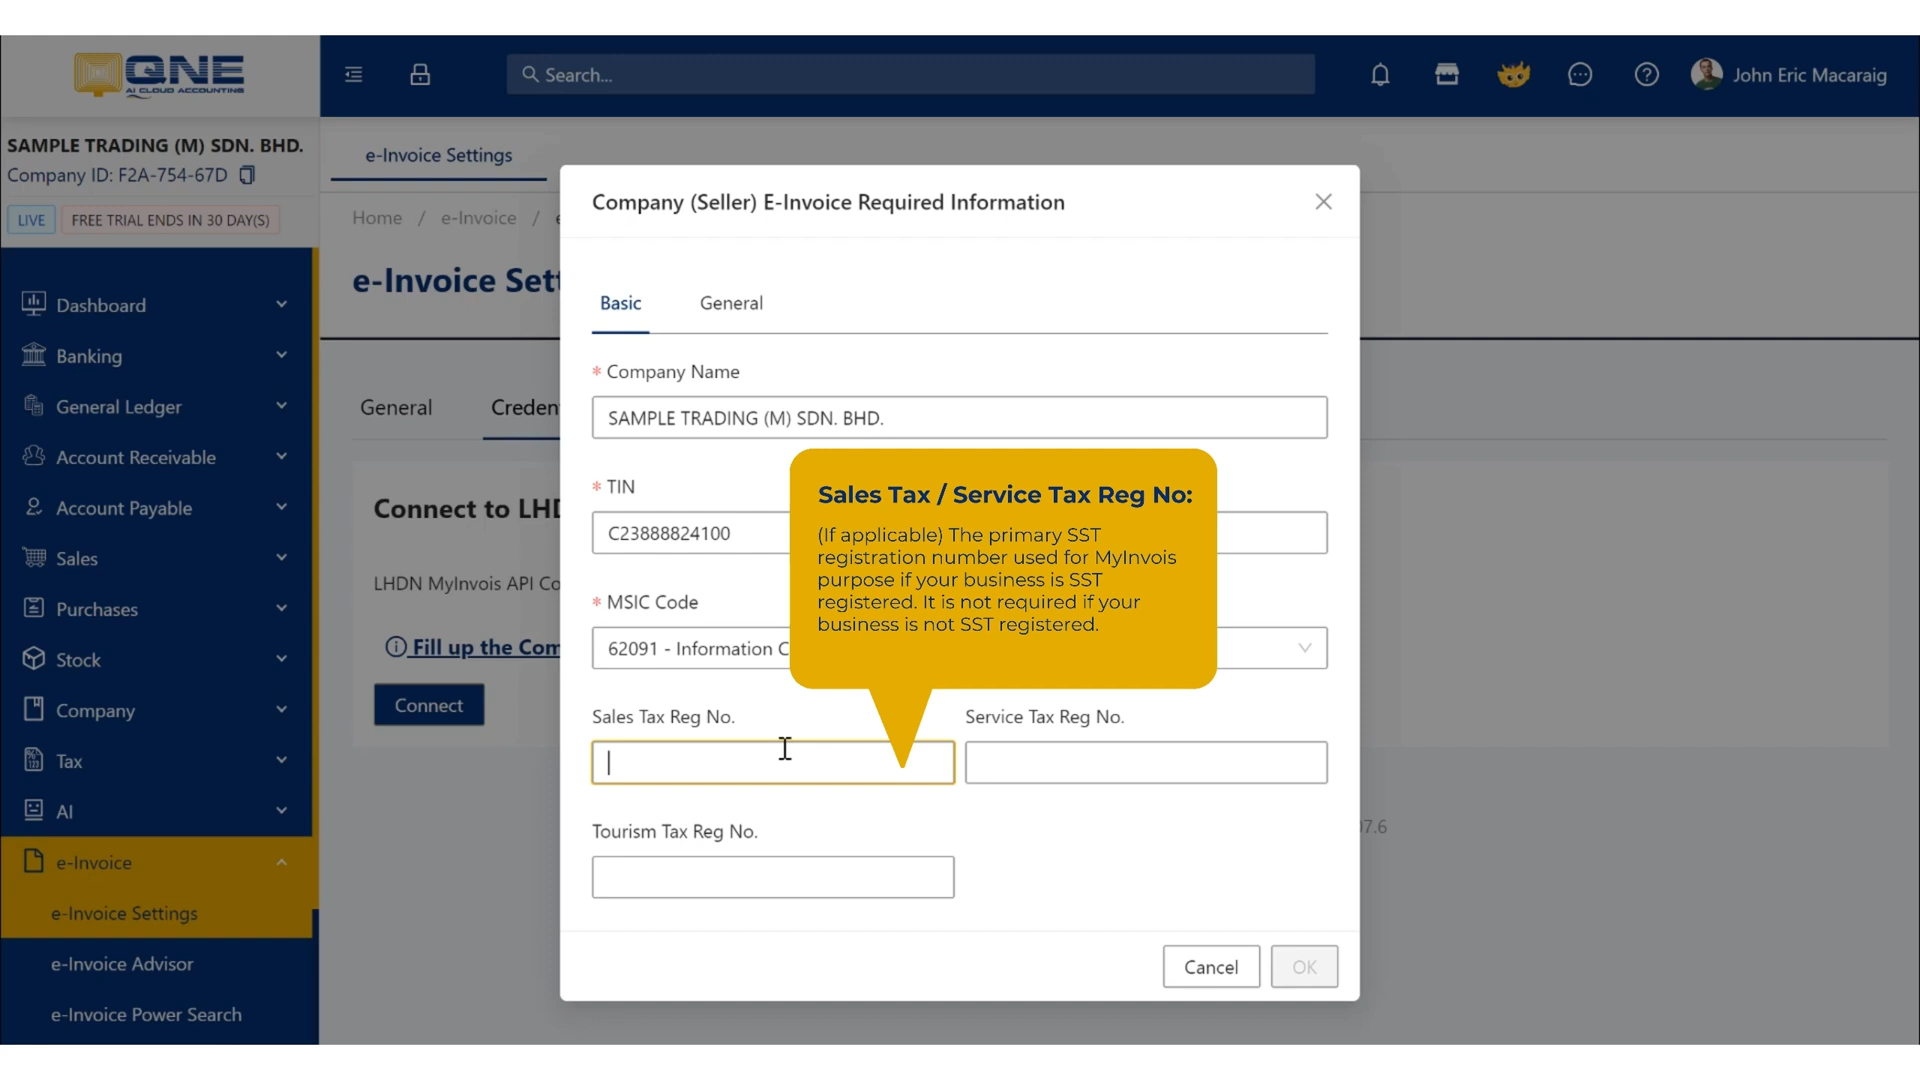 QNE
AI CLOUD ACCOUNTING
Search...
John Eric Macaraig
SAMPLE TRADING (M) SDN. BHD.
Company ID: F2A-754-67D
LIVE
FREE TRIAL ENDS IN 30 DAY(S)
Dashboard
Banking
General Ledger
Account Receivable
Account Payable
Sales
Purchases
Stock
Company
Tax
AI
e-Invoice
e-Invoice Settings
e-Invoice Advisor
e-Invoice Power Search
e-Invoice Settings
Home / e-Invoice / e
e-Invoice Sett
General Creden
Connect to LHD
LHDN MyInvois API Co
Fill up the Com
Connect
07.6
Company (Seller) E-Invoice Required Information
Basic General
* Company Name
SAMPLE TRADING (M) SDN. BHD.
* TIN
C23888824100
* MSIC Code
62091 - Information C
Sales Tax / Service Tax Reg No:
(If applicable) The primary SST
registration number used for MyInvois
purpose if your business is SST
registered. It is not required if your
business is not SST registered.
Sales Tax Reg No. Service Tax Reg No.
Tourism Tax Reg No.
Cancel OK